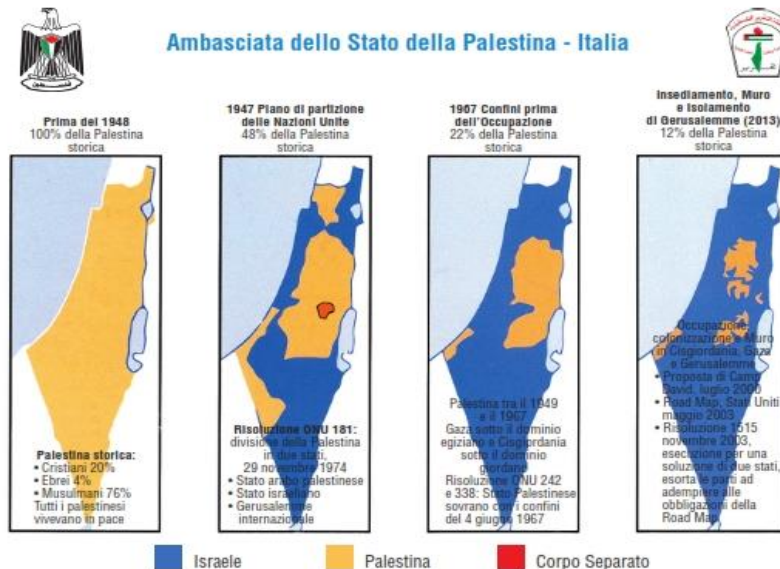 Ambasciata dello Stato della Palestina - Italia
Prima del 1948
100% della Palestina
storica
Palestina storica:
• Cristiani 20%
• Ebrei 4%
• Musulmani 76%
Tutti i palestinesi
vivevano in pace
1947 Piano di partizione
delle Nazioni Unite
48% della Palestina
storica
Risoluzione ONU 181:
divisione della Palestina
in due stati,
29 novembre 1974
• Stato arabo palestinese
• Stato israeliano
• Gerusalemme
internazionale
1967 Confini prima
dell'Occupazione
22% della Palestina
storica
Palestina tra il 1949
e il 1967
Gaza sotto il dominio
egiziano e Cisgiordania
sotto il dominio
giordano
Risoluzione ONU 242
e 338: Stato Palestinese
sovrano con i confini
del 4 giugno 1967
Insediamento, Muro
e Isolamento
di Gerusalemme (2013)
12% della Palestina
storica
Occupazione,
colonizzazione e Muro
in Cisgiordania, Gaza
e Gerusalemme
• Proposta di Camp
David, luglio 2000
• Road Map, Stati Uniti
maggio 2003
• Risoluzione 1515
novembre 2003,
esecuzione per una
soluzione di due stati,
esorta le parti ad
adempiere alle
obbligazioni della
Road Map
Israele
Palestina
Corpo Separato